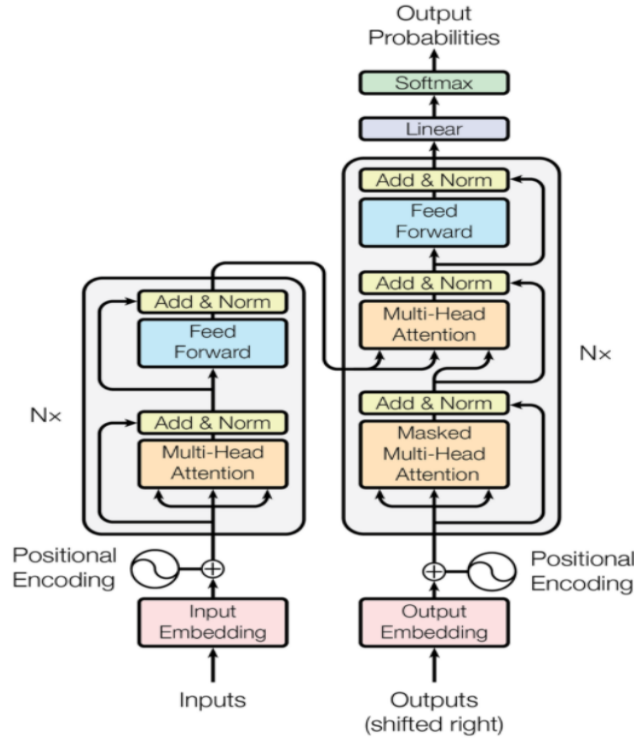 Output
Probabilities
Softmax
Linear
Add & Norm
Feed
Forward
Add & Norm
Multi-Head
Attention
Add & Norm
Masked
Multi-Head
Attention
Nx
Add & Norm
Feed
Forward
Add & Norm
Multi-Head
Attention
Nx
Positional
Encoding
Positional
Encoding
Input
Embedding
Output
Embedding
Inputs
Outputs
(shifted right)